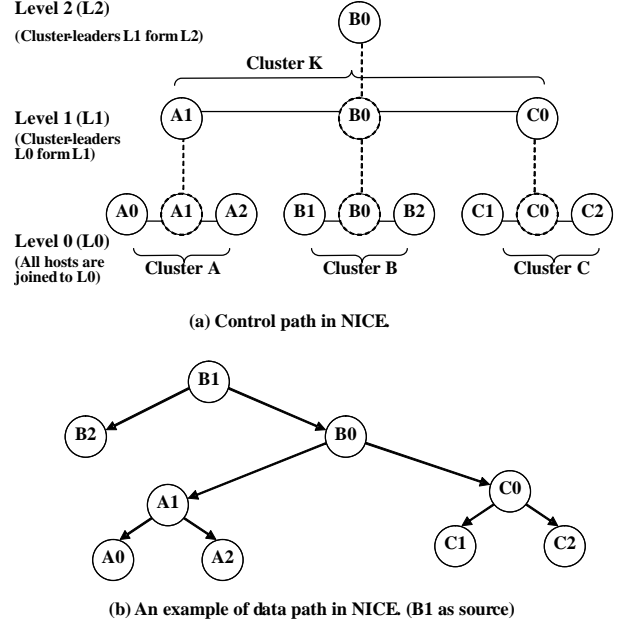 Level 2 (L2)
(Cluster-leaders L1 form L2)
B0
Cluster K
Level 1 (L1)
(Cluster-leaders
L0 form L1)
A1
B0
C0
A0
A1
A2
B1
B0
B2
C1
C0
C2
Level 0 (L0)
(All hosts are
joined to L0)
Cluster A
Cluster B
Cluster C
(a) Control path in NICE.
B1
B2
B0
A1
C0
A0
A2
C1
C2
(b) An example of data path in NICE. (B1 as source)